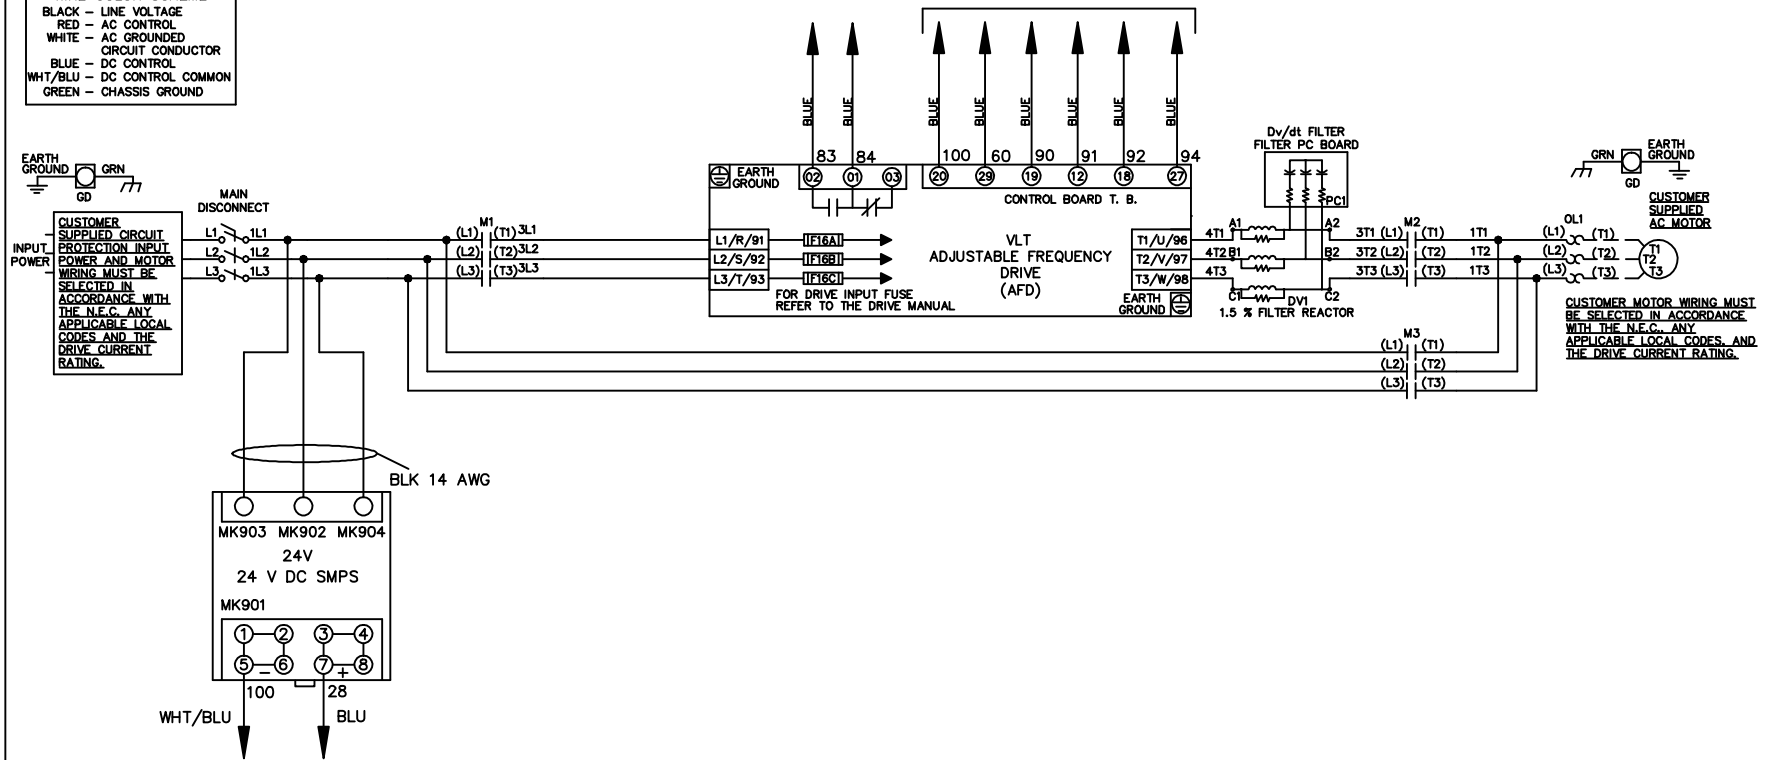 BLACK – LINE VOLTAGE
RED – AC CONTROL
WHITE – AC GROUNDED
CIRCUIT CONDUCTOR
BLUE – DC CONTROL
WHT/BLU – DC CONTROL COMMON
GREEN – CHASSIS GROUND
EARTH
GROUND
GRN
GD
MAIN
DISCONNECT
INPUT
POWER
CUSTOMER
SUPPLIED CIRCUIT
PROTECTION INPUT
POWER AND MOTOR
WIRING MUST BE
SELECTED IN
ACCORDANCE WITH
THE N.E.C. ANY
APPLICABLE LOCAL
CODES AND THE
DRIVE CURRENT
RATING.
L1 1L1
L2 1L2
L3 1L3
M1
(L1) (T1) 3L1
(L2) (T2) 3L2
(L3) (T3) 3L3
BLUE BLUE
83 84
02 01 03
BLUE BLUE BLUE BLUE BLUE BLUE
100 60 90 91 92 94
20 29 19 12 18 27
CONTROL BOARD T. B.
EARTH
GROUND
L1/R/91
L2/S/92
L3/T/93
F16A
F16B
F16C
FOR DRIVE INPUT FUSE
REFER TO THE DRIVE MANUAL
VLT
ADJUSTABLE FREQUENCY
DRIVE
(AFD)
T1/U/96
T2/V/97
T3/W/98
EARTH
GROUND
Dv/dt FILTER
FILTER PC BOARD
PC1
4T1 A1 A2
4T2 B1 B2
4T3 C1 C2
DV1
1.5 % FILTER REACTOR
M2
3T1 (L1) (T1) 1T1
3T2 (L2) (T2) 1T2
3T3 (L3) (T3) 1T3
M3
(L1) (T1)
(L2) (T2)
(L3) (T3)
OL1
(L1) (T1)
(L2) (T2)
(L3) (T3)
T1
T2
T3
GRN
EARTH
GROUND
GD
CUSTOMER
SUPPLIED
AC MOTOR
CUSTOMER MOTOR WIRING MUST
BE SELECTED IN ACCORDANCE
WITH THE N.E.C., ANY
APPLICABLE LOCAL CODES, AND
THE DRIVE CURRENT RATING.
BLK 14 AWG
MK903 MK902 MK904
24V
24 V DC SMPS
MK901
1 2 3 4
5 – 6 7 + 8
100 28
WHT/BLU BLU